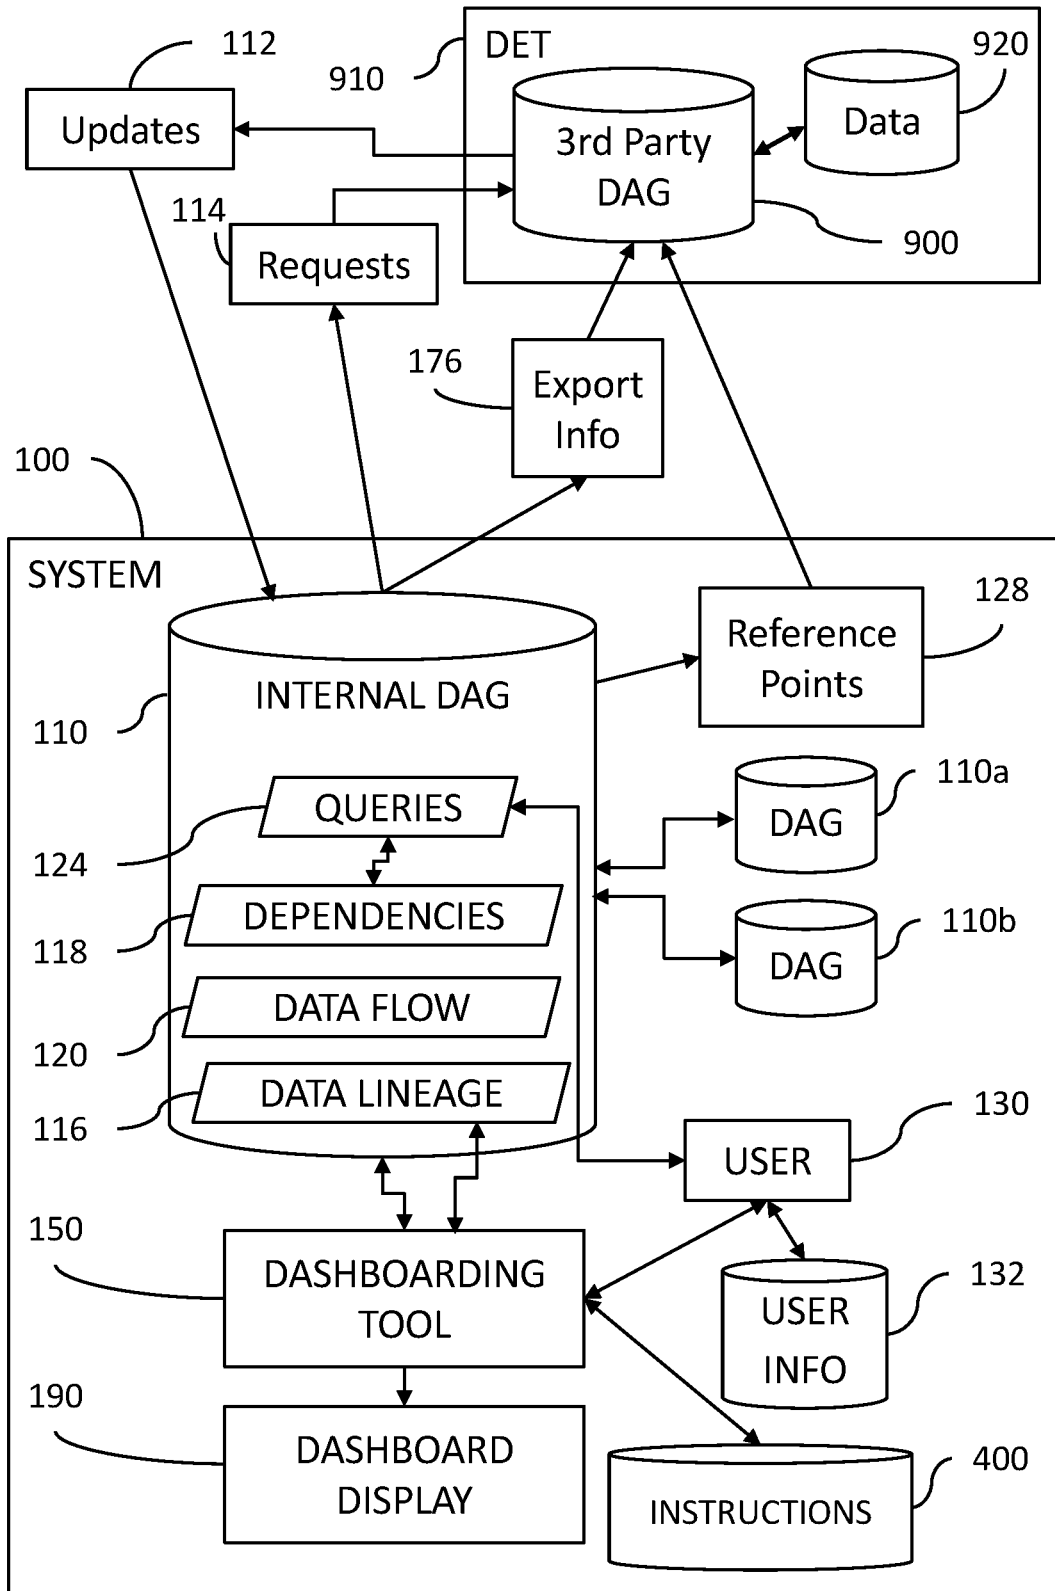 112
DET
920
910
Updates
3rd Party
DAG
Data
114
Requests
900
176
Export
Info
100
SYSTEM
128
Reference
Points
INTERNAL DAG
110
110a
QUERIES
DAG
124
DEPENDENCIES
110b
118
DAG
DATA FLOW
120
DATA LINEAGE
116
130
USER
150
DASHBOARDING
TOOL
132
USER
INFO
190
DASHBOARD
DISPLAY
400
INSTRUCTIONS